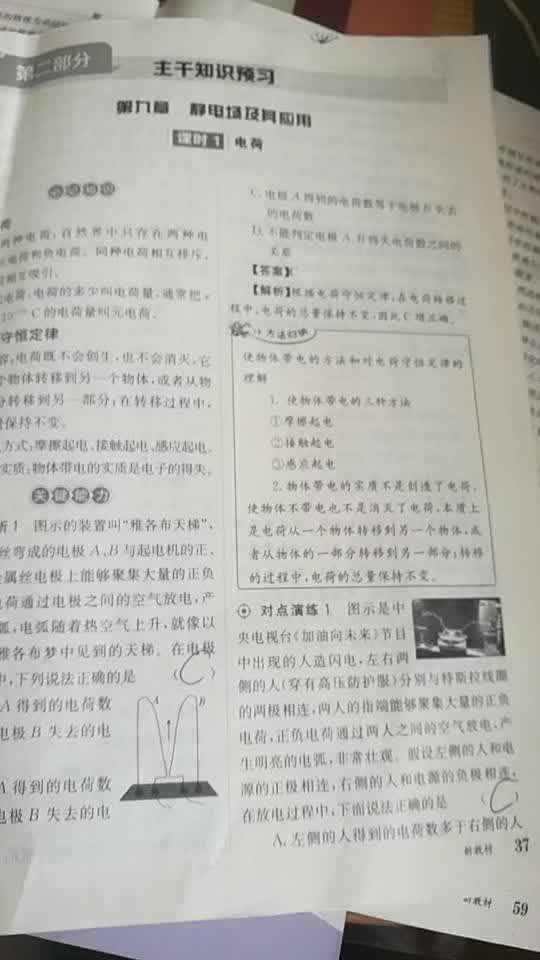 第二部分
主干知识预习
第九章 静电场及其应用
课时1 电荷
必备知识
荷
两种电荷:自然界中只存在两种电
正电荷和负电荷。同种电荷相互排斥,
荷相互吸引。
元电荷:电荷的多少叫电荷量,通常把e
C的电荷量叫元电荷。
守恒定律
容:电荷既不会创生,也不会消灭,它
个物体转移到另一个物体,或者从物
分转移到另一部分;在转移过程中,
量保持不变。
方式:摩擦起电、接触起电、感应起电。
实质:物体带电的实质是电子的得失。
关键能力
析1 图示的装置叫“雅各布天梯”,
丝弯成的电极A、B与起电机的正、
金属丝电极上能够聚集大量的正负
电荷通过电极之间的空气放电,产
弧,电弧随着热空气上升,就像以
雅各布梦中见到的天梯。在电极
中,下列说法正确的是 ( C )
A得到的电荷数
电极B失去的电
A得到的电荷数
电极B失去的电
A
B
C.电极A得到的电荷数等于电极B失去
的电荷数
D.不能判定电极A、B得失电荷数之间的
关系
【答案】C
【解析】根据电荷守恒定律,在电荷转移过
程中,电荷的总量保持不变,因此C项正确。
方法归纳
使物体带电的方法和对电荷守恒定律的
理解
1.使物体带电的三种方法
①摩擦起电
②接触起电
③感应起电
2.物体带电的实质不是创造了电荷,
使物体不带电也不是消灭了电荷,本质上
是电荷从一个物体转移到另一个物体,或
者从物体的一部分转移到另一部分;转移
的过程中,电荷的总量保持不变。
对点演练1 图示是中
央电视台《加油向未来》节目
中出现的人造闪电,左右两
侧的人(穿有高压防护服)分别与特斯拉线圈
的两极相连,两人的指端能够聚集大量的正负
电荷,正负电荷通过两人之间的空气放电,产
生明亮的电弧,非常壮观。假设左侧的人和电
源的正极相连,右侧的人和电源的负极相连,
在放电过程中,下面说法正确的是 ( C )
A.左侧的人得到的电荷数多于右侧的人
新教材 37
教材 59